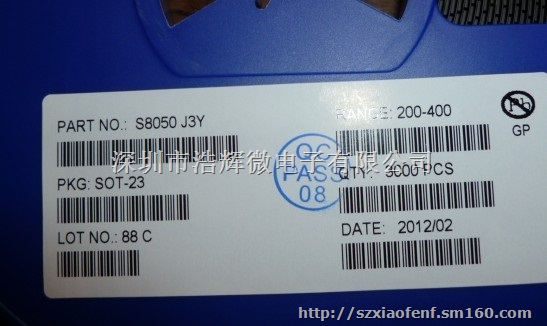 PART NO.: S8050 J3Y
RANGE: 200-400
Pb
GP
深圳市浩辉微电子有限公司
QC
PASS
08
PKG: SOT-23
QTY: 3000 PCS
LOT NO.: 88 C
DATE: 2012/02
http://szxiaofenf.sm160.com